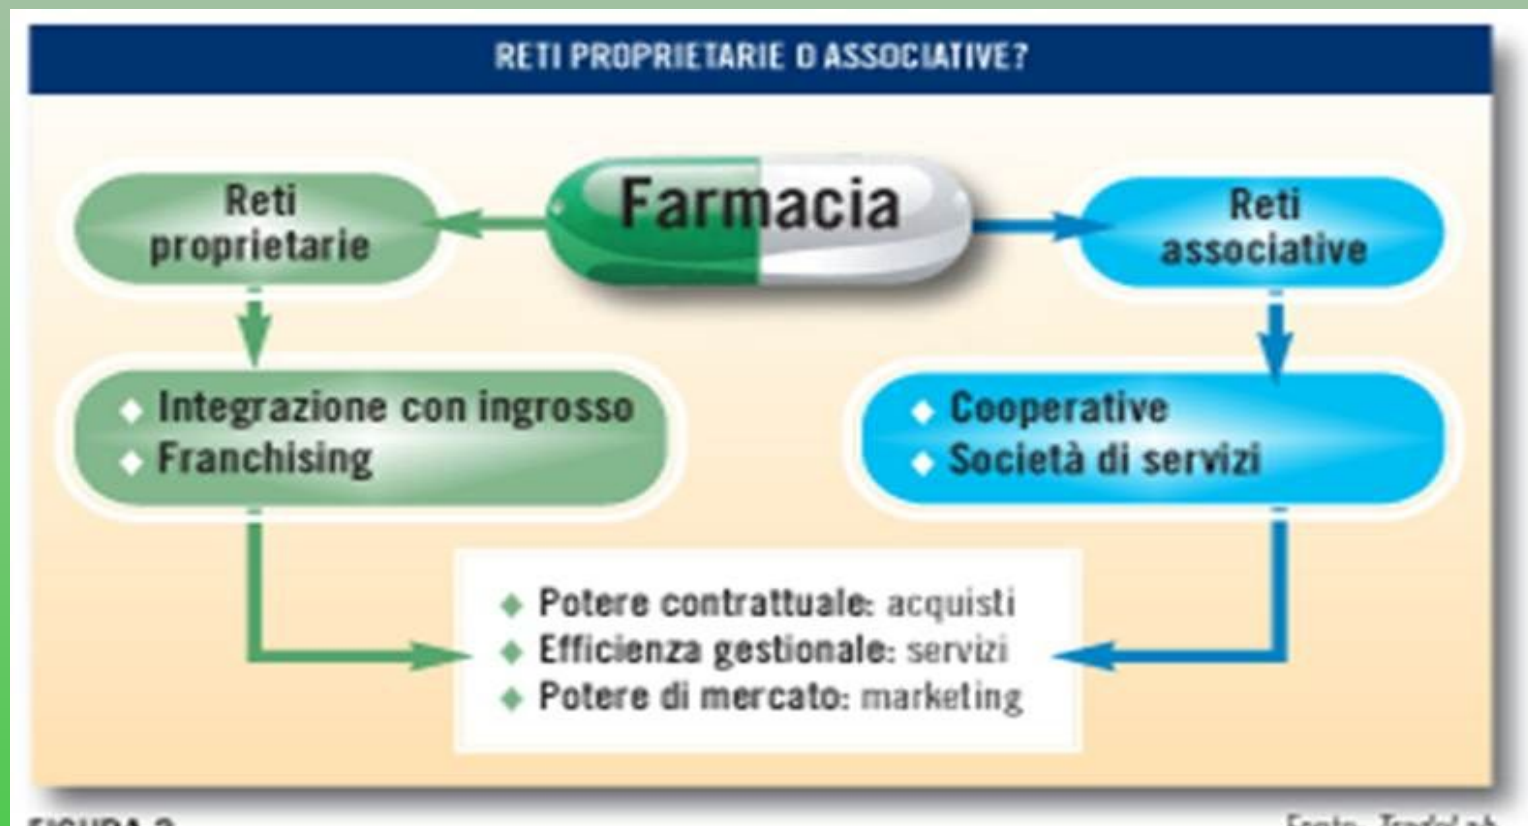 RETI PROPRIETARIE O ASSOCIATIVE?
Farmacia
Reti
proprietarie
Reti
associative
◆ Integrazione con ingrosso
◆ Franchising
◆ Cooperative
◆ Società di servizi
◆ Potere contrattuale: acquisti
◆ Efficienza gestionale: servizi
◆ Potere di mercato: marketing